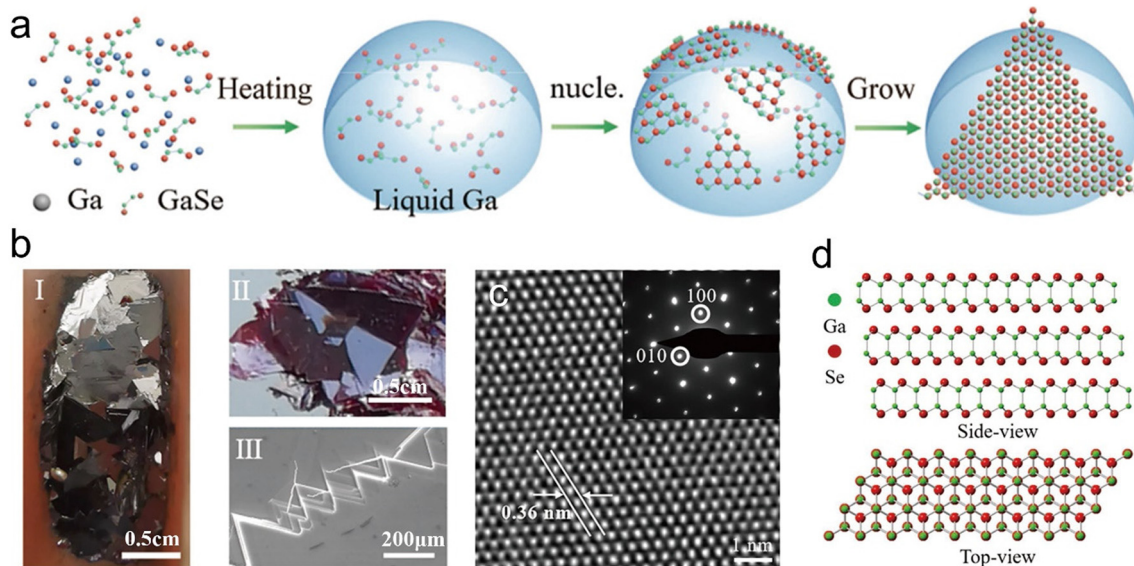 a
Heating
nucle.
Grow
Ga
GaSe
Liquid Ga
b
I
0.5cm
II
0.5cm
III
200μm
c
100
010
0.36 nm
1 nm
d
Ga
Se
Side-view
Top-view